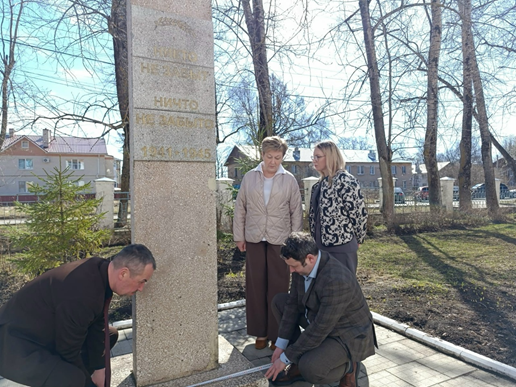 НИКТО
НЕ ЗАБЫТ
НИЧТО
НЕ ЗАБЫТО
1941-1945